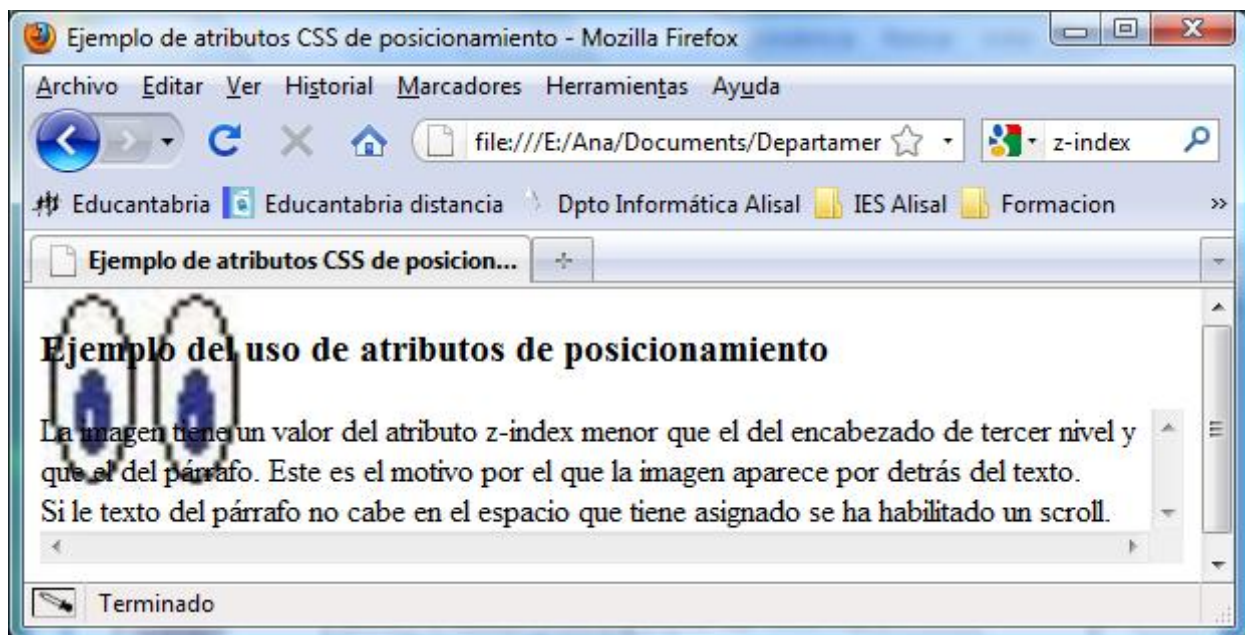 Ejemplo de atributos CSS de posicionamiento - Mozilla Firefox
Archivo Editar Ver Historial Marcadores Herramientas Ayuda
file:///E:/Ana/Documents/Departamer z-index
Educantabria Educantabria distancia Dpto Informática Alisal IES Alisal Formacion »
Ejemplo de atributos CSS de posicion...
Ejemplo del uso de atributos de posicionamiento
La imagen tiene un valor del atributo z-index menor que el del encabezado de tercer nivel y
que el del párrafo. Este es el motivo por el que la imagen aparece por detrás del texto.
Si le texto del párrafo no cabe en el espacio que tiene asignado se ha habilitado un scroll.
Terminado